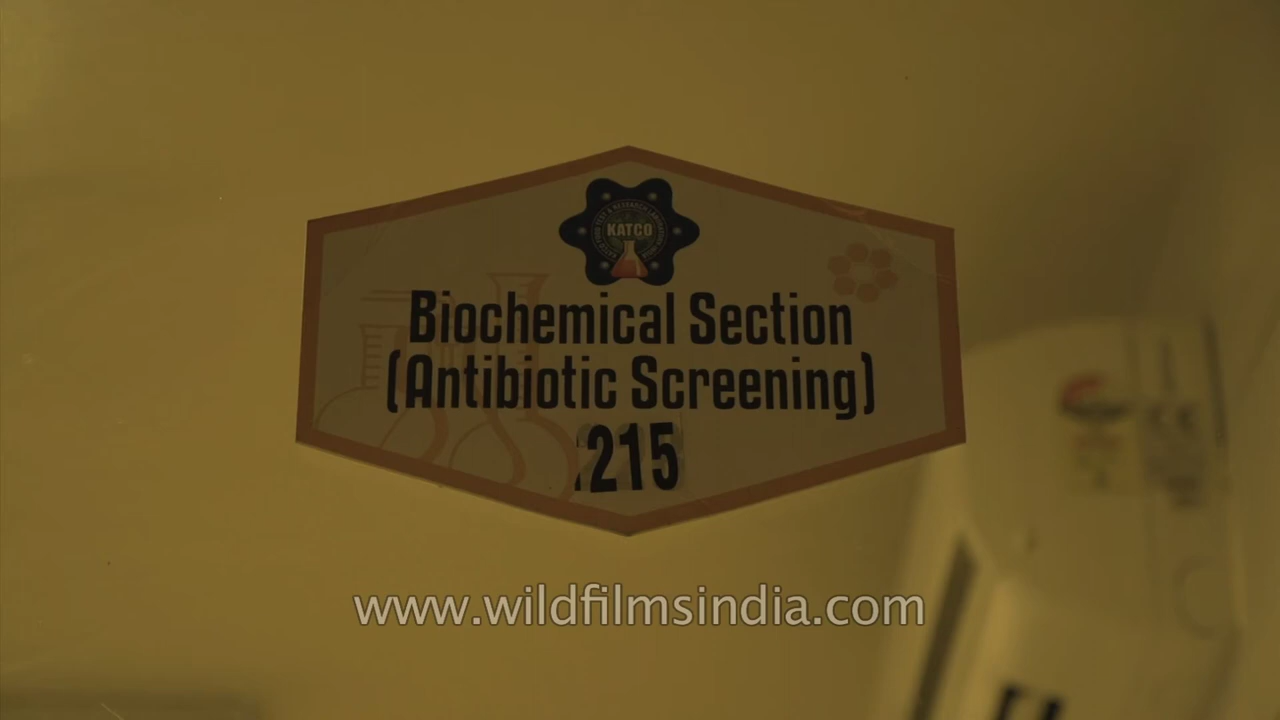 KATCO
Biochemical Section
(Antibiotic Screening)
215
www.wildfilmsindia.com